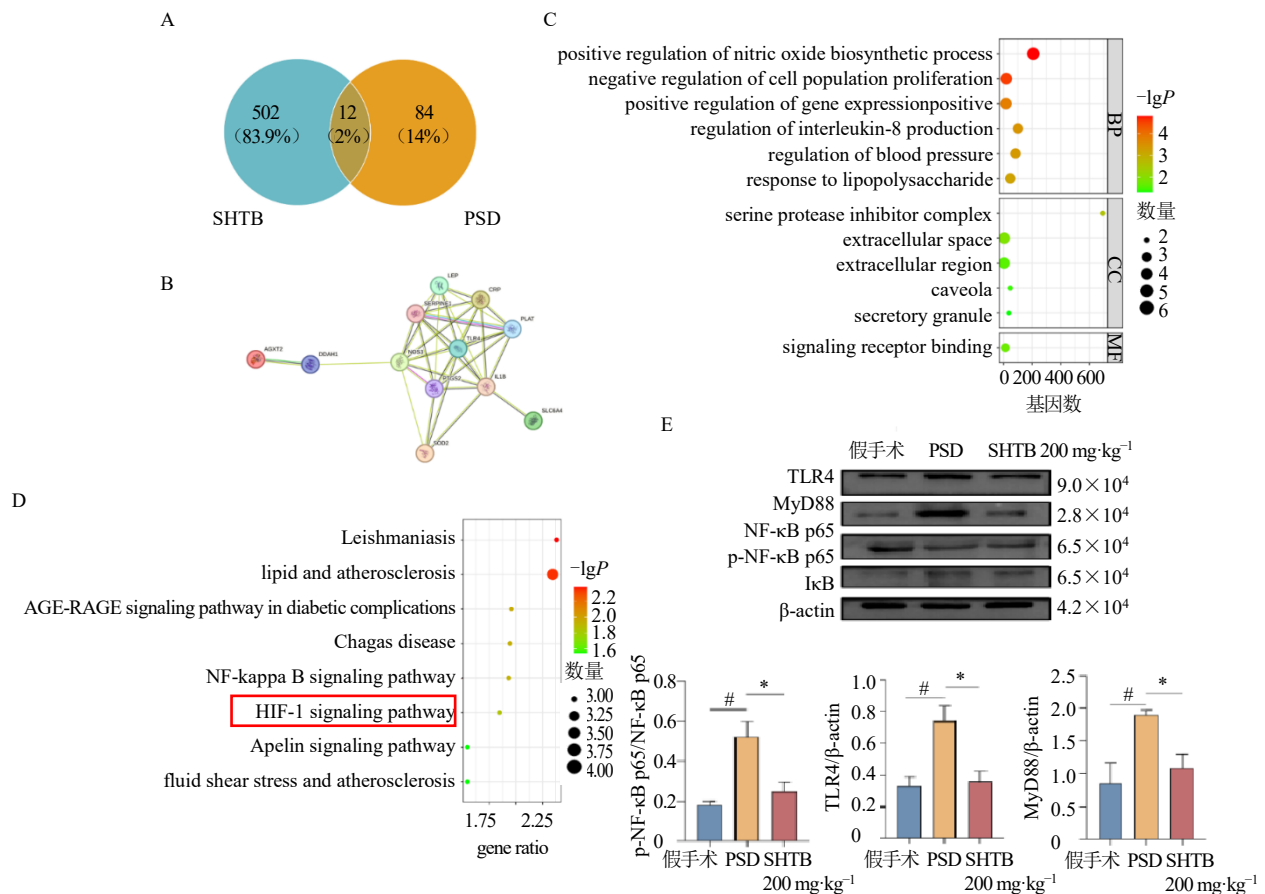 A
502
(83.9%)
12
(2%)
84
(14%)
SHTB
PSD
B
LEP
CRP
SERPINE1
PLAT
TLR4
AGXT2
DDAH1
NOS3
PTGS2
IL1B
SLC6A4
SOD2
C
positive regulation of nitric oxide biosynthetic process
negative regulation of cell population proliferation
positive regulation of gene expressionpositive
regulation of interleukin-8 production
regulation of blood pressure
response to lipopolysaccharide
serine protease inhibitor complex
extracellular space
extracellular region
caveola
secretory granule
signaling receptor binding
BP
CC
MF
0 200 400 600
基因数
−lgP
4
3
2
数量
2
3
4
5
6
D
Leishmaniasis
lipid and atherosclerosis
AGE-RAGE signaling pathway in diabetic complications
Chagas disease
NF-kappa B signaling pathway
HIF-1 signaling pathway
Apelin signaling pathway
fluid shear stress and atherosclerosis
1.75 2.25
gene ratio
−lgP
2.2
2.0
1.8
1.6
数量
3.00
3.25
3.50
3.75
4.00
E
假手术 PSD SHTB 200 mg·kg⁻¹
TLR4
MyD88
NF-κB p65
p-NF-κB p65
IκB
β-actin
9.0×10⁴
2.8×10⁴
6.5×10⁴
6.5×10⁴
4.2×10⁴
p-NF-κB p65/NF-κB p65
0.8
0.6
0.4
0.2
0
# *
假手术 PSD SHTB
200 mg·kg⁻¹
TLR4/β-actin
1.0
0.8
0.6
0.4
0.2
0
# *
假手术 PSD SHTB
200 mg·kg⁻¹
MyD88/β-actin
2.5
2.0
1.5
1.0
0.5
0
# *
假手术 PSD SHTB
200 mg·kg⁻¹